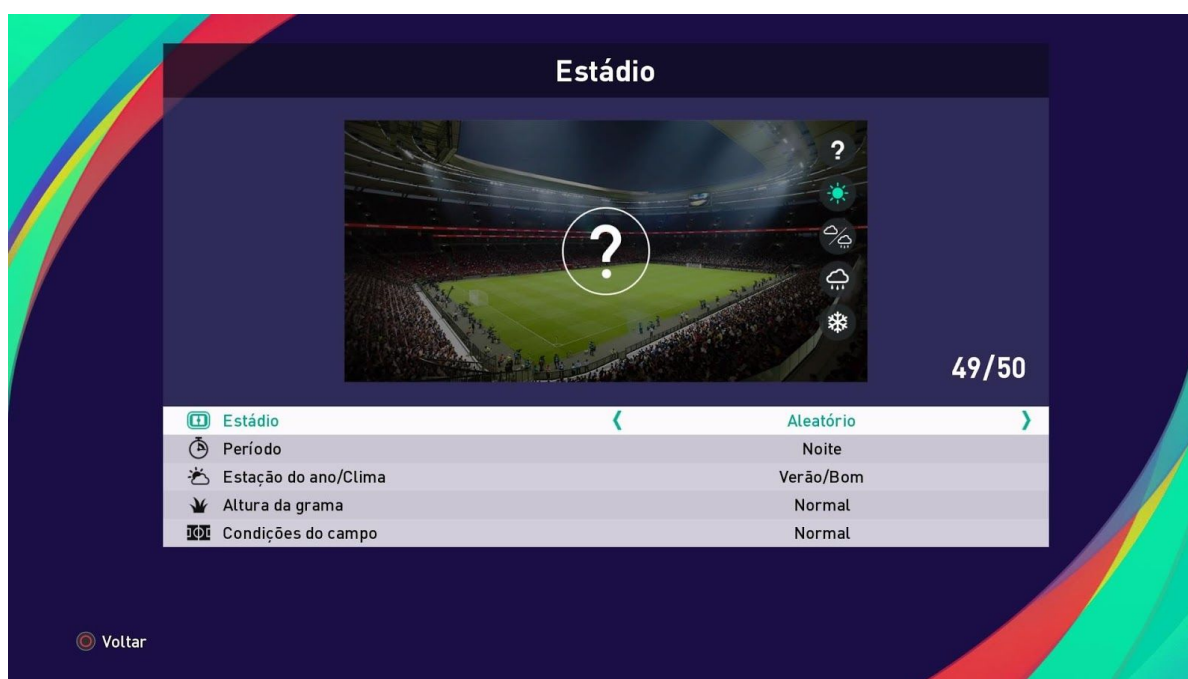 Estádio
?
?
49/50
Estádio Aleatório
Período Noite
Estação do ano/Clima Verão/Bom
Altura da grama Normal
Condições do campo Normal
Voltar